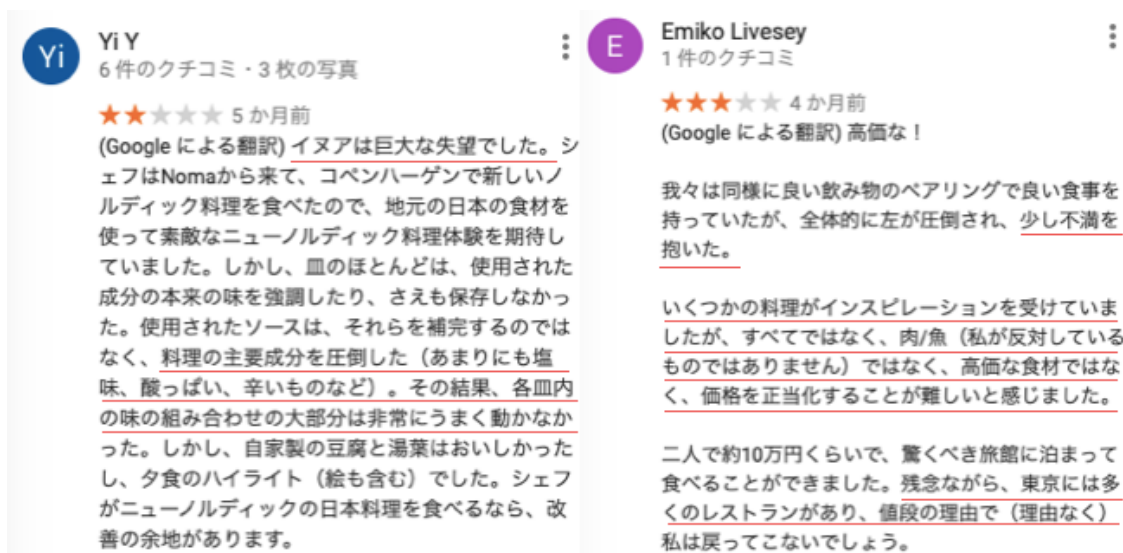 Yi
Yi Y
6 件のクチコミ・3 枚の写真
★★★★★ 5 か月前
(Google による翻訳) イヌアは巨大な失望でした。シ
ェフはNomaから来て、コペンハーゲンで新しいノ
ルディック料理を食べたので、地元の日本の食材を
使って素敵なニューノルディック料理体験を期待し
ていました。しかし、皿のほとんどは、使用された
成分の本来の味を強調したり、さえも保存しなかっ
た。使用されたソースは、それらを補完するのでは
なく、料理の主要成分を圧倒した（あまりにも塩
味、酸っぱい、辛いものなど）。その結果、各皿内
の味の組み合わせの大部分は非常にうまく動かなか
った。しかし、自家製の豆腐と湯葉はおいしかった
し、夕食のハイライト（絵も含む）でした。シェフ
がニューノルディックの日本料理を食べるなら、改
善の余地があります。
E
Emiko Livesey
1 件のクチコミ
★★★★★ 4 か月前
(Google による翻訳) 高価な！
我々は同様に良い飲み物のペアリングで良い食事を
持っていたが、全体的に左が圧倒され、少し不満を
抱いた。
いくつかの料理がインスピレーションを受けていま
したが、すべてではなく、肉/魚（私が反対している
ものではありません）ではなく、高価な食材ではな
く、価格を正当化することが難しいと感じました。
二人で約10万円くらいで、驚くべき旅館に泊まって
食べることができました。残念ながら、東京には多
くのレストランがあり、値段の理由で（理由なく）
私は戻ってこないでしょう。